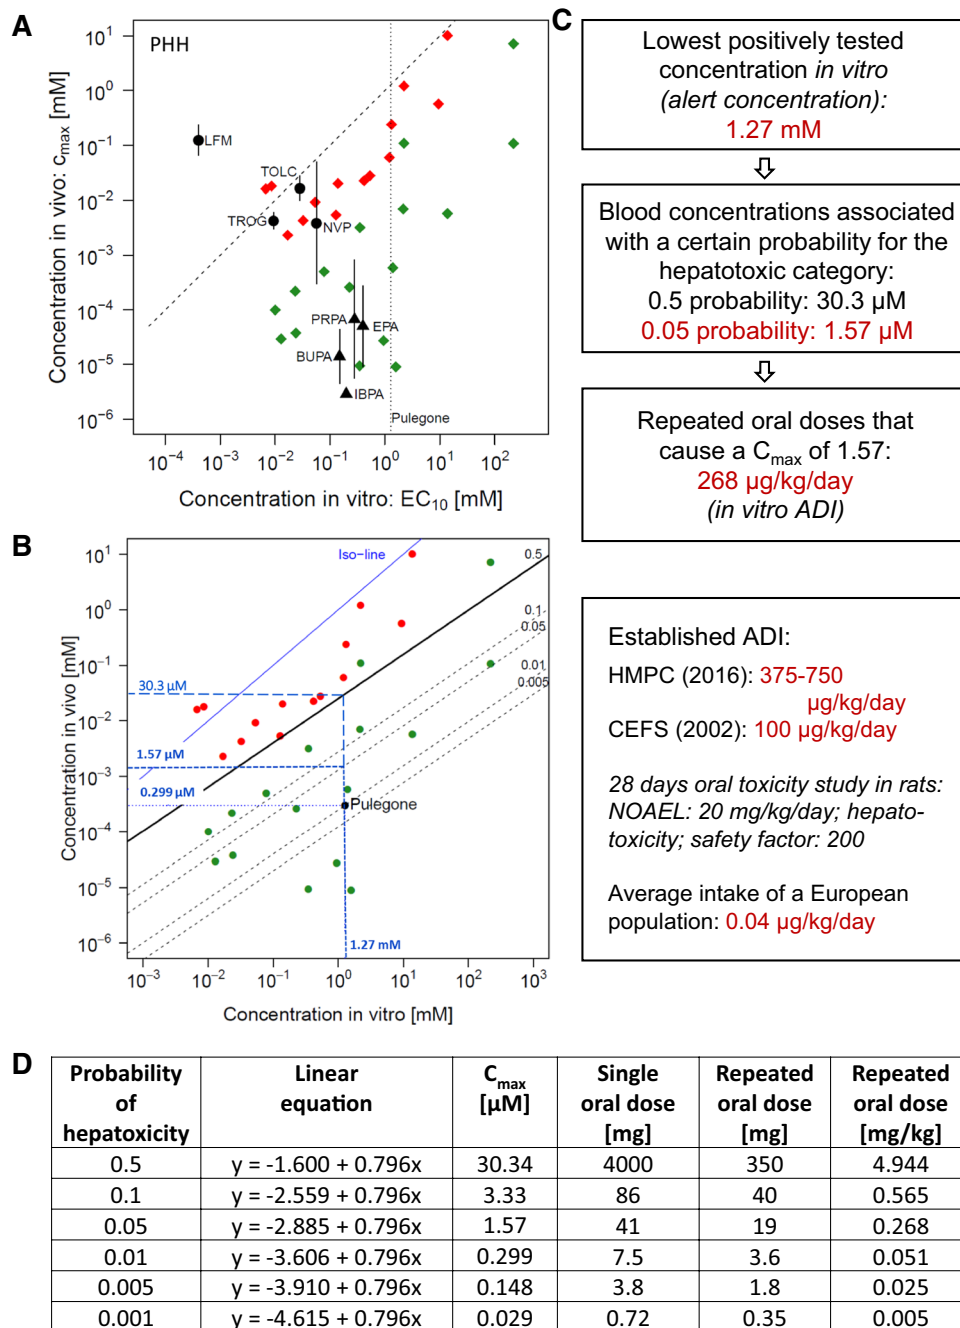 A
PHH
Concentration in vivo: cmax [mM]
10^1
10^0
10^−1
10^−2
10^−3
10^−4
10^−5
10^−6
LFM
TOLC
TROG
NVP
PRPA
EPA
BUPA
IBPA
Pulegone
10^−4 10^−3 10^−2 10^−1 10^0 10^1 10^2
Concentration in vitro: EC10 [mM]
B
Concentration in vivo [mM]
10^1
10^0
10^−1
10^−2
10^−3
10^−4
10^−5
10^−6
Iso−line
0.5
0.1
0.05
0.01
0.005
30.3 µM
1.57 µM
0.299 µM
Pulegone
1.27 mM
10^−3 10^−2 10^−1 10^0 10^1 10^2 10^3
Concentration in vitro [mM]
C
Lowest positively tested
concentration in vitro
(alert concentration):
1.27 mM
Blood concentrations associated
with a certain probability for the
hepatotoxic category:
0.5 probability: 30.3 µM
0.05 probability: 1.57 µM
Repeated oral doses that
cause a Cmax of 1.57:
268 µg/kg/day
(in vitro ADI)
Established ADI:
HMPC (2016): 375-750
µg/kg/day
CEFS (2002): 100 µg/kg/day
28 days oral toxicity study in rats:
NOAEL: 20 mg/kg/day; hepato-
toxicity; safety factor: 200
Average intake of a European
population: 0.04 µg/kg/day
D
Probability of hepatoxicity Linear equation Cmax [µM] Single oral dose [mg] Repeated oral dose [mg] Repeated oral dose [mg/kg]
0.5 y = -1.600 + 0.796x 30.34 4000 350 4.944
0.1 y = -2.559 + 0.796x 3.33 86 40 0.565
0.05 y = -2.885 + 0.796x 1.57 41 19 0.268
0.01 y = -3.606 + 0.796x 0.299 7.5 3.6 0.051
0.005 y = -3.910 + 0.796x 0.148 3.8 1.8 0.025
0.001 y = -4.615 + 0.796x 0.029 0.72 0.35 0.005